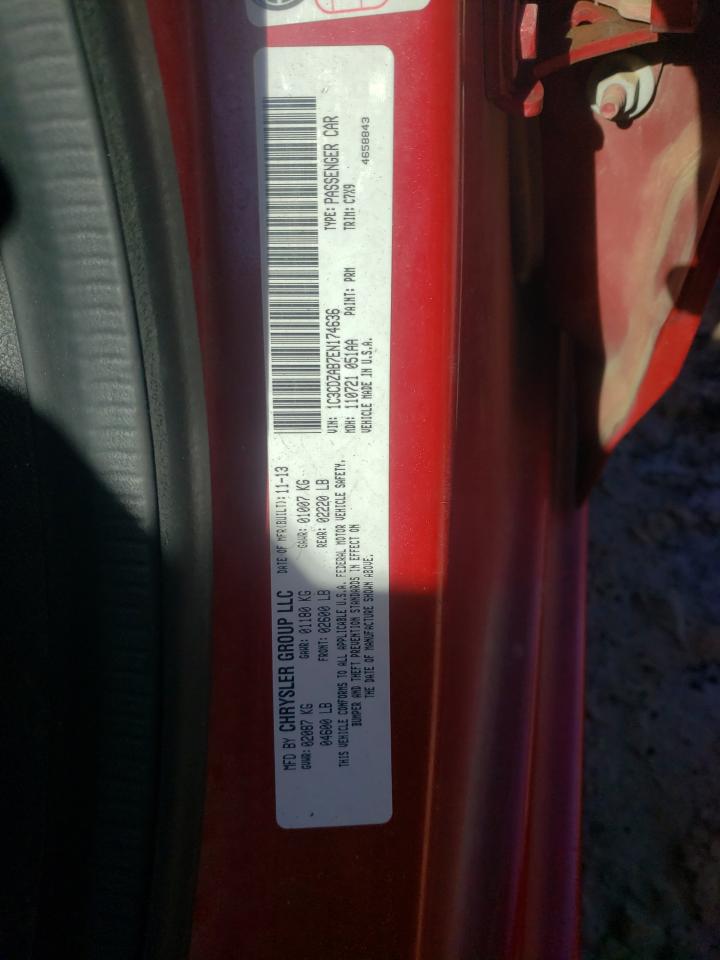 MFD BY CHRYSLER GROUP LLC DATE OF MFR(BUILT): 11-13
GVWR: 02087 KG GAWR: 01180 KG GAWR: 01007 KG
04600 LB FRONT: 02600 LB REAR: 02220 LB
THIS VEHICLE CONFORMS TO ALL APPLICABLE U.S.A. FEDERAL MOTOR VEHICLE SAFETY,
BUMPER AND THEFT PREVENTION STANDARDS IN EFFECT ON
THE DATE OF MANUFACTURE SHOWN ABOVE.
VIN: 1C3CDZAB7EN174636 TYPE: PASSENGER CAR
MDH: 110721 051AA PAINT: PRM TRIM: C7X9
VEHICLE MADE IN U.S.A. 4658843